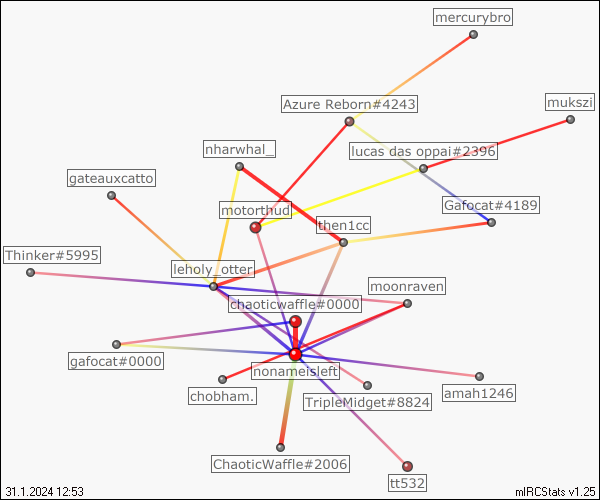 mercurybro
Azure Reborn#4243
mukszi
nharwhal_
lucas das oppai#2396
gateauxcatto
motorthud
Gafocat#4189
then1cc
Thinker#5995
leholy_otter
moonraven
chaoticwaffle#0000
gafocat#0000
nonameisleft
chobham.
TripleMidget#8824
amah1246
ChaoticWaffle#2006
tt532
31.1.2024 12:53
mIRCStats v1.25